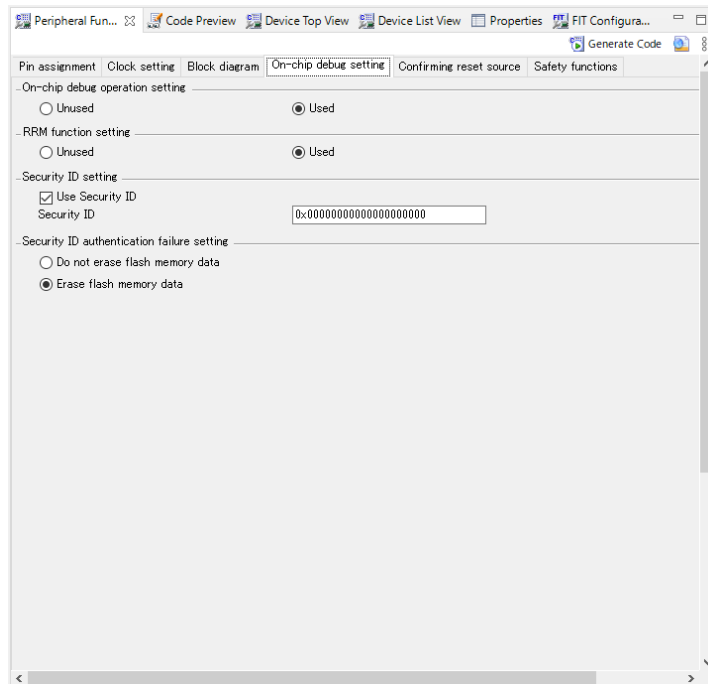 Peripheral Fun... Code Preview Device Top View Device List View Properties FIT FIT Configura...
Generate Code
Pin assignment Clock setting Block diagram On-chip debug setting Confirming reset source Safety functions
On-chip debug operation setting
Unused Used
RRM function setting
Unused Used
Security ID setting
Use Security ID
Security ID 0x00000000000000000000
Security ID authentication failure setting
Do not erase flash memory data
Erase flash memory data